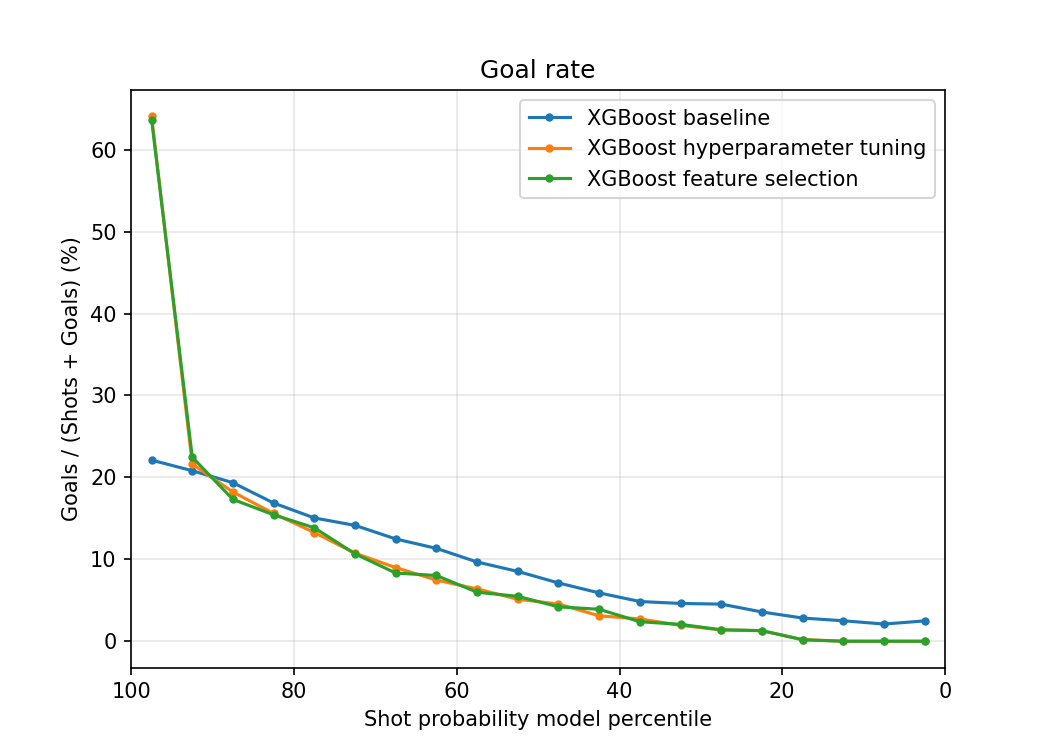 Goal rate
XGBoost baseline
XGBoost hyperparameter tuning
XGBoost feature selection
Goals / (Shots + Goals) (%)
60
50
40
30
20
10
0
100 80 60 40 20 0
Shot probability model percentile